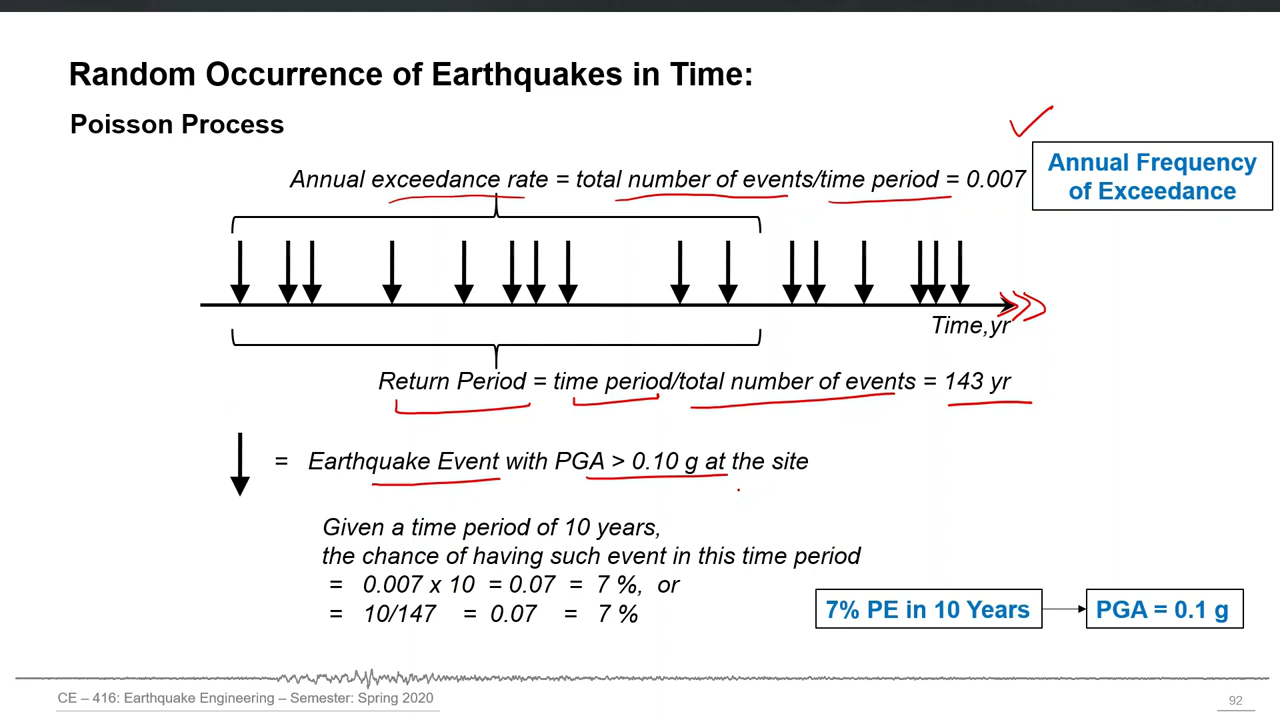 Random Occurrence of Earthquakes in Time:
Poisson Process
Annual exceedance rate = total number of events/time period = 0.007
Annual Frequency
of Exceedance
Time,yr
Return Period = time period/total number of events = 143 yr
= Earthquake Event with PGA > 0.10 g at the site
Given a time period of 10 years,
the chance of having such event in this time period
= 0.007 x 10 = 0.07 = 7 %, or
= 10/147 = 0.07 = 7 %
7% PE in 10 Years
PGA = 0.1 g
CE – 416: Earthquake Engineering – Semester: Spring 2020
92